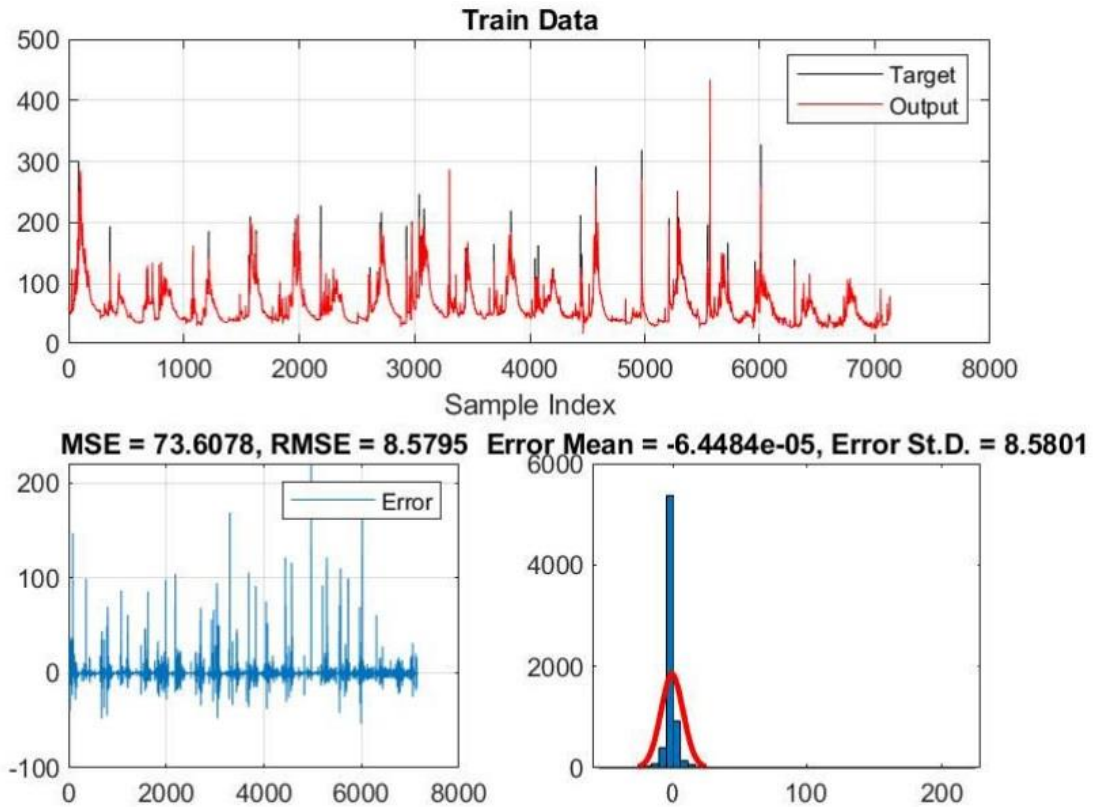 Train Data
500
400
300
200
100
0
Target
Output
0 1000 2000 3000 4000 5000 6000 7000 8000
Sample Index
MSE = 73.6078, RMSE = 8.5795
200
100
0
-100
Error
0 2000 4000 6000 8000
Error Mean = -6.4484e-05, Error St.D. = 8.5801
6000
4000
2000
0
0 100 200